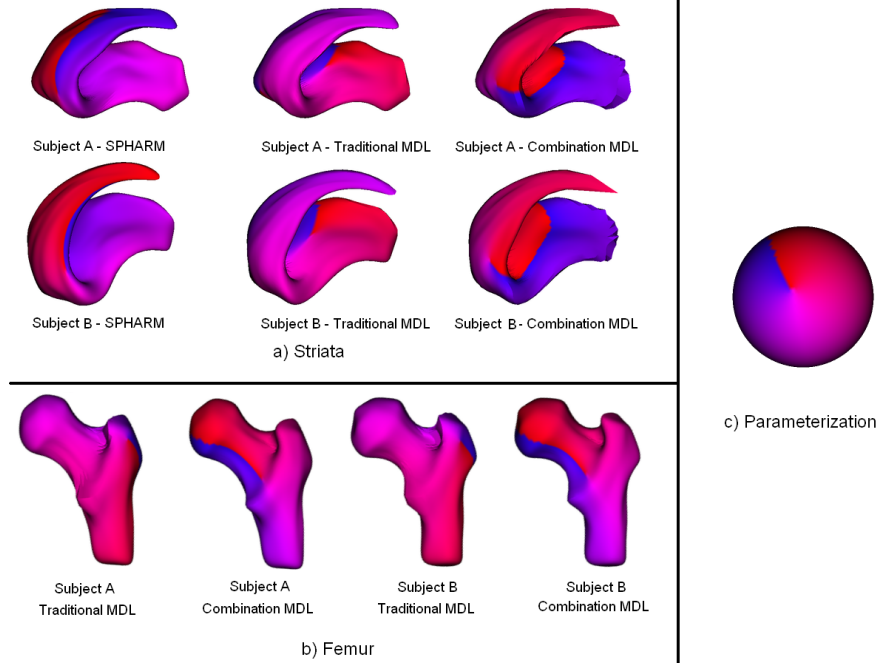 Subject A - SPHARM
Subject A - Traditional MDL
Subject A - Combination MDL
Subject B - SPHARM
Subject B - Traditional MDL
Subject B - Combination MDL
a) Striata
Subject A
Traditional MDL
Subject A
Combination MDL
Subject B
Traditional MDL
Subject B
Combination MDL
b) Femur
c) Parameterization